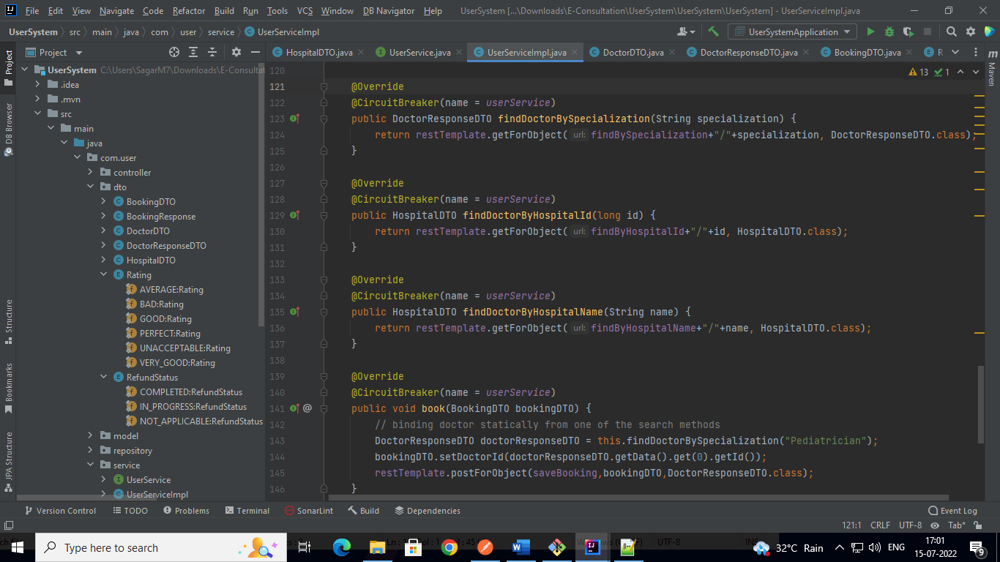 File Edit View Navigate Code Refactor Build Run Tools VCS Window DB Navigator Help UserSystem [...\Downloads\E-Consultation\UserSystem\UserSystem\UserSystem] - UserServiceImpl.java
UserSystem src main java com user service UserServiceImpl
UserSystemApplication
Project
HospitalDTO.java UserService.java UserServiceImpl.java DoctorDTO.java DoctorResponseDTO.java BookingDTO.java R
Project
DB Browser
Structure
Bookmarks
JPA Structure
Maven
UserSystem C:\Users\SagarM7\Downloads\E-Consultat
.idea
.mvn
src
main
java
com.user
controller
dto
BookingDTO
BookingResponse
DoctorDTO
DoctorResponseDTO
HospitalDTO
Rating
AVERAGE:Rating
BAD:Rating
GOOD:Rating
PERFECT:Rating
UNACCEPTABLE:Rating
VERY_GOOD:Rating
RefundStatus
COMPLETED:RefundStatus
IN_PROGRESS:RefundStatus
NOT_APPLICABLE:RefundStatus
model
repository
service
UserService
UserServiceImpl
13 1
120
121 @Override
122 @CircuitBreaker(name = userService)
123 public DoctorResponseDTO findDoctorBySpecialization(String specialization) {
124 return restTemplate.getForObject( url: findBySpecialization+"/"+specialization, DoctorResponseDTO.class);
125 }
126
127 @Override
128 @CircuitBreaker(name = userService)
129 public HospitalDTO findDoctorByHospitalId(long id) {
130 return restTemplate.getForObject( url: findByHospitalId+"/"+id, HospitalDTO.class);
131 }
132
133 @Override
134 @CircuitBreaker(name = userService)
135 public HospitalDTO findDoctorByHospitalName(String name) {
136 return restTemplate.getForObject( url: findByHospitalName+"/"+name, HospitalDTO.class);
137 }
138
139 @Override
140 @CircuitBreaker(name = userService)
141 @ public void book(BookingDTO bookingDTO) {
142 // binding doctor statically from one of the search methods
143 DoctorResponseDTO doctorResponseDTO = this.findDoctorBySpecialization("Pediatrician");
144 bookingDTO.setDoctorId(doctorResponseDTO.getData().get(0).getId());
145 restTemplate.postForObject(saveBooking,bookingDTO,DoctorResponseDTO.class);
146 }
Version Control TODO Problems Terminal SonarLint Build Dependencies Event Log
121:1 CRLF UTF-8 Tab*
Type here to search
32°C Rain ENG 17:01
15-07-2022
9